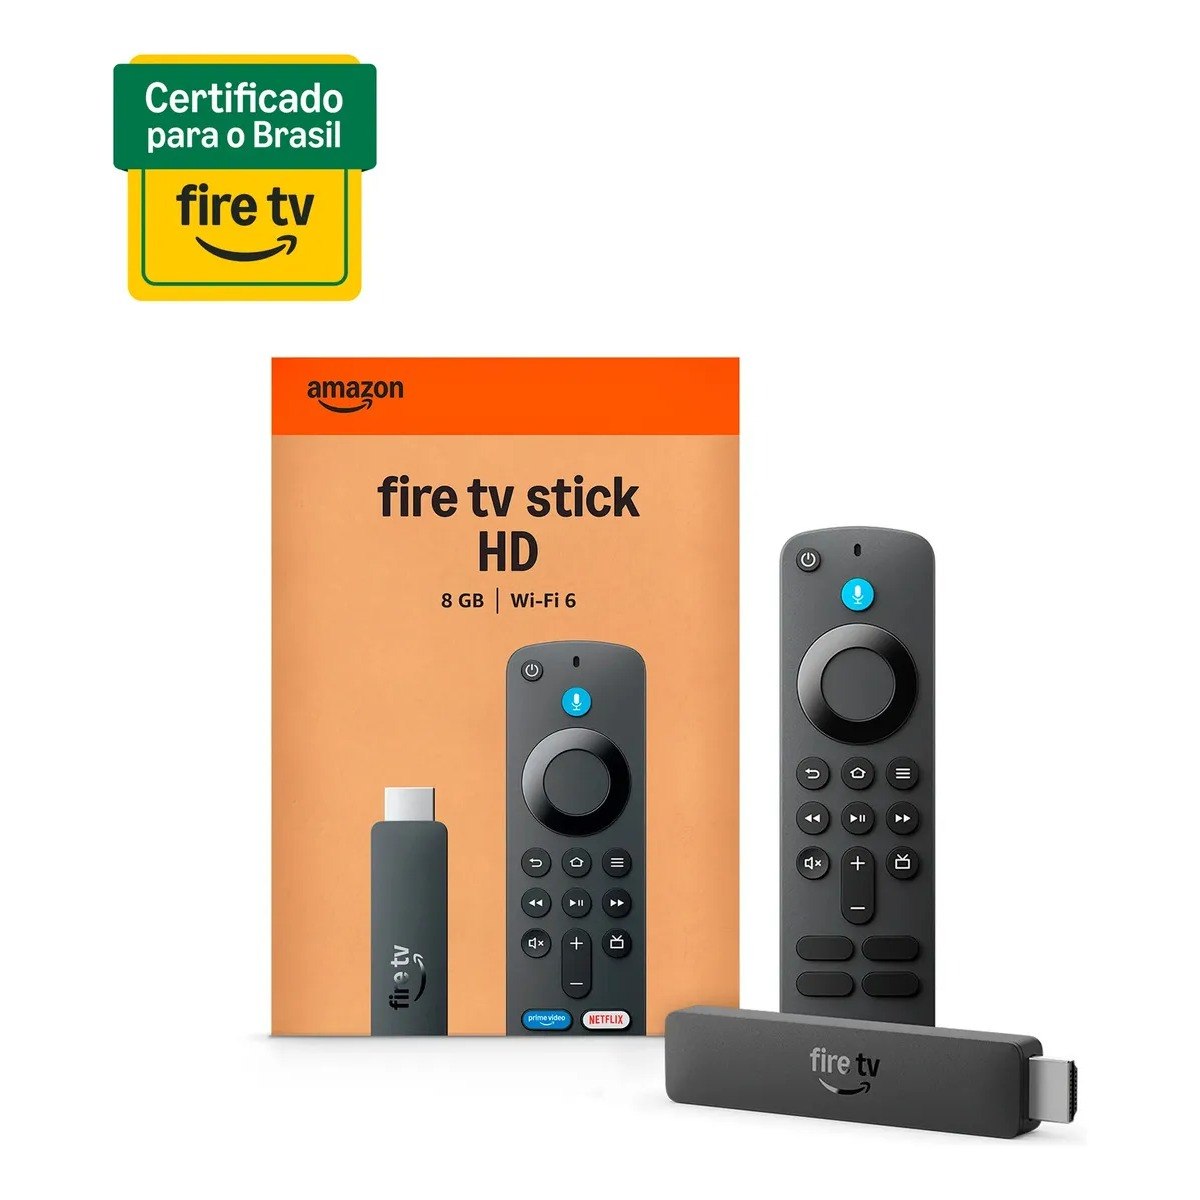 Certificado
para o Brasil
fire tv
amazon
fire tv stick
HD
8 GB | Wi-Fi 6
fire tv
prime video
NETFLIX
fire tv